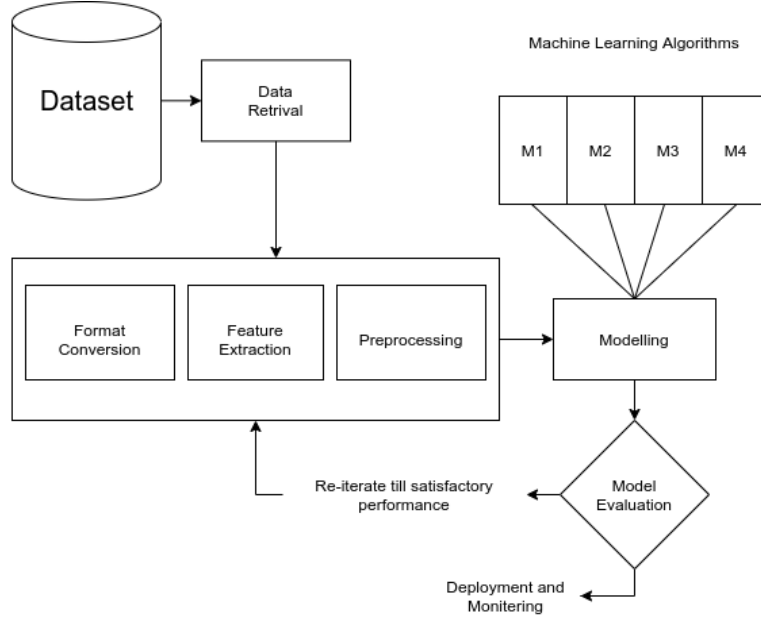 Machine Learning Algorithms
Dataset
Data
Retrival
M1 M2 M3 M4
Format
Conversion
Feature
Extraction
Preprocessing
Modelling
Re-iterate till satisfactory
performance
Model
Evaluation
Deployment and
Monitering